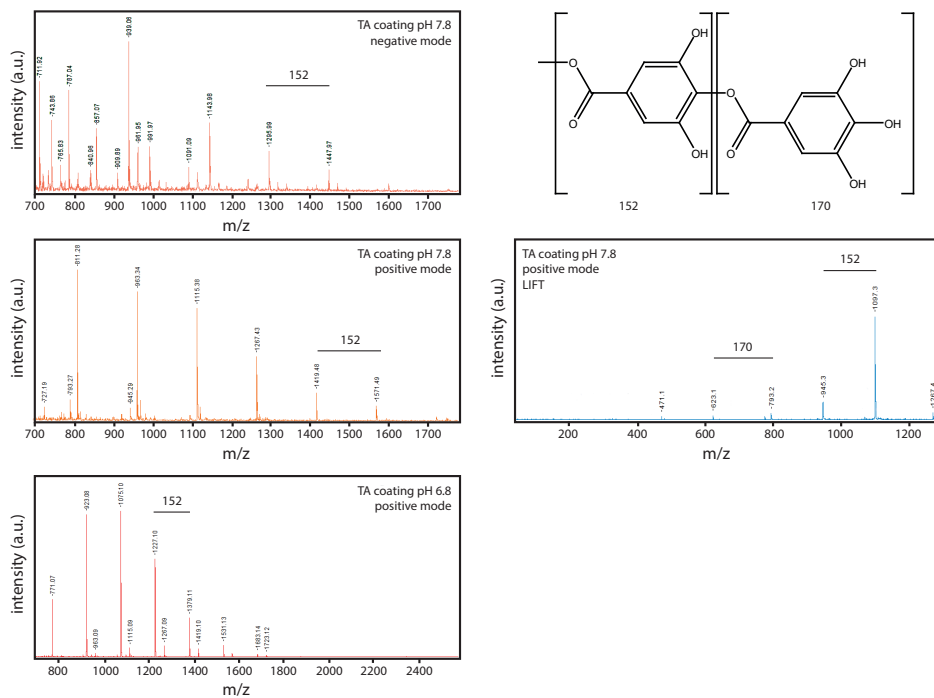 TA coating pH 7.8
negative mode
intensity (a.u.)
-711.92
-743.86
-765.83
-787.04
-840.96
-857.07
-909.89
-939.06
-961.95
-991.97
-1091.09
-1143.98
-1295.99
-1447.97
152
700 800 900 1000 1100 1200 1300 1400 1500 1600 1700
m/z
O
O
OH
OH
O
O
OH
OH
OH
152
170
TA coating pH 7.8
positive mode
intensity (a.u.)
-727.19
-793.27
-811.28
-945.29
-963.34
-1115.38
-1267.43
-1419.48
-1571.49
152
700 800 900 1000 1100 1200 1300 1400 1500 1600 1700
m/z
TA coating pH 7.8
positive mode
LIFT
intensity (a.u.)
-471.1
-623.1
-793.2
-945.3
-1097.3
-1267.4
170
152
200 400 600 800 1000 1200
m/z
TA coating pH 6.8
positive mode
intensity (a.u.)
-771.07
-923.08
-963.09
-1075.10
-1115.09
-1227.10
-1267.09
-1379.11
-1419.10
-1531.13
-1683.14
-1723.12
152
800 1000 1200 1400 1600 1800 2000 2200 2400
m/z